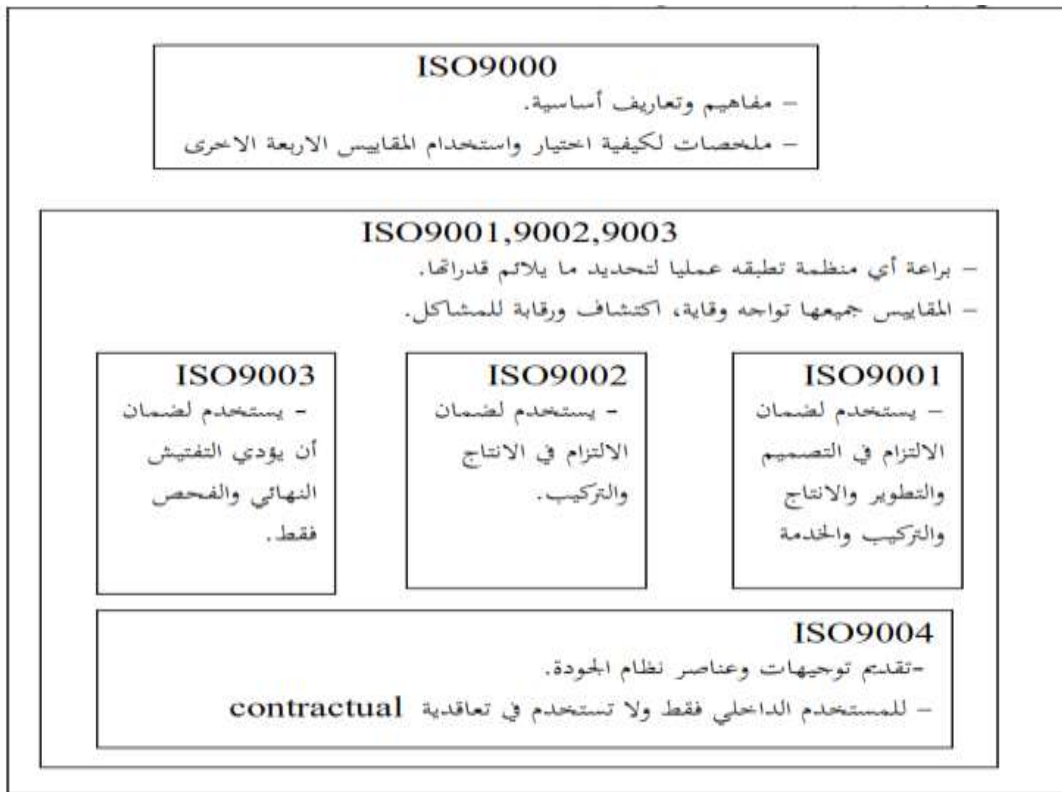 ISO9000
– مفاهيم وتعاريف أساسية.
– ملخصات لكيفية اختيار واستخدام المقاييس الاربعة الاخرى
ISO9001,9002,9003
– براعة أي منظمة تطبقه عمليا لتحديد ما يلائم قدراتها.
– المقاييس جميعها تواجه وقاية، اكتشاف ورقابة للمشاكل.
ISO9001
– يستخدم لضمان
الالتزام في التصميم
والتطوير والانتاج
والتركيب والخدمة
ISO9002
- يستخدم لضمان
الالتزام في الانتاج
والتركيب.
ISO9003
- يستخدم لضمان
أن يؤدي التفتيش
النهائي والفحص
فقط.
ISO9004
-تقديم توجيهات وعناصر نظام الجودة.
– للمستخدم الداخلي فقط ولا تستخدم في تعاقدية contractual